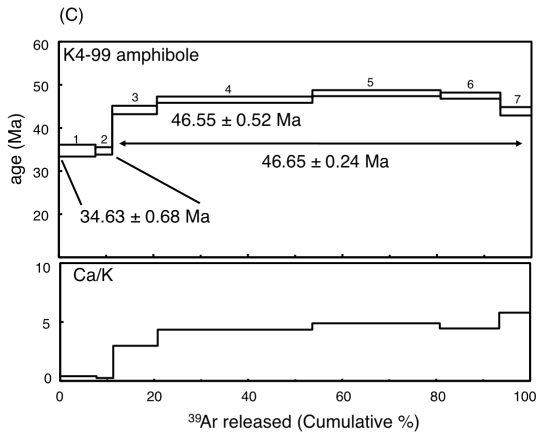 (C)
60
K4-99 amphibole
50
40
30
20
age (Ma)
1
2
3
4
5
6
7
46.55 ± 0.52 Ma
46.65 ± 0.24 Ma
34.63 ± 0.68 Ma
10
Ca/K
5
0
0 20 40 60 80 100
³⁹Ar released (Cumulative %)